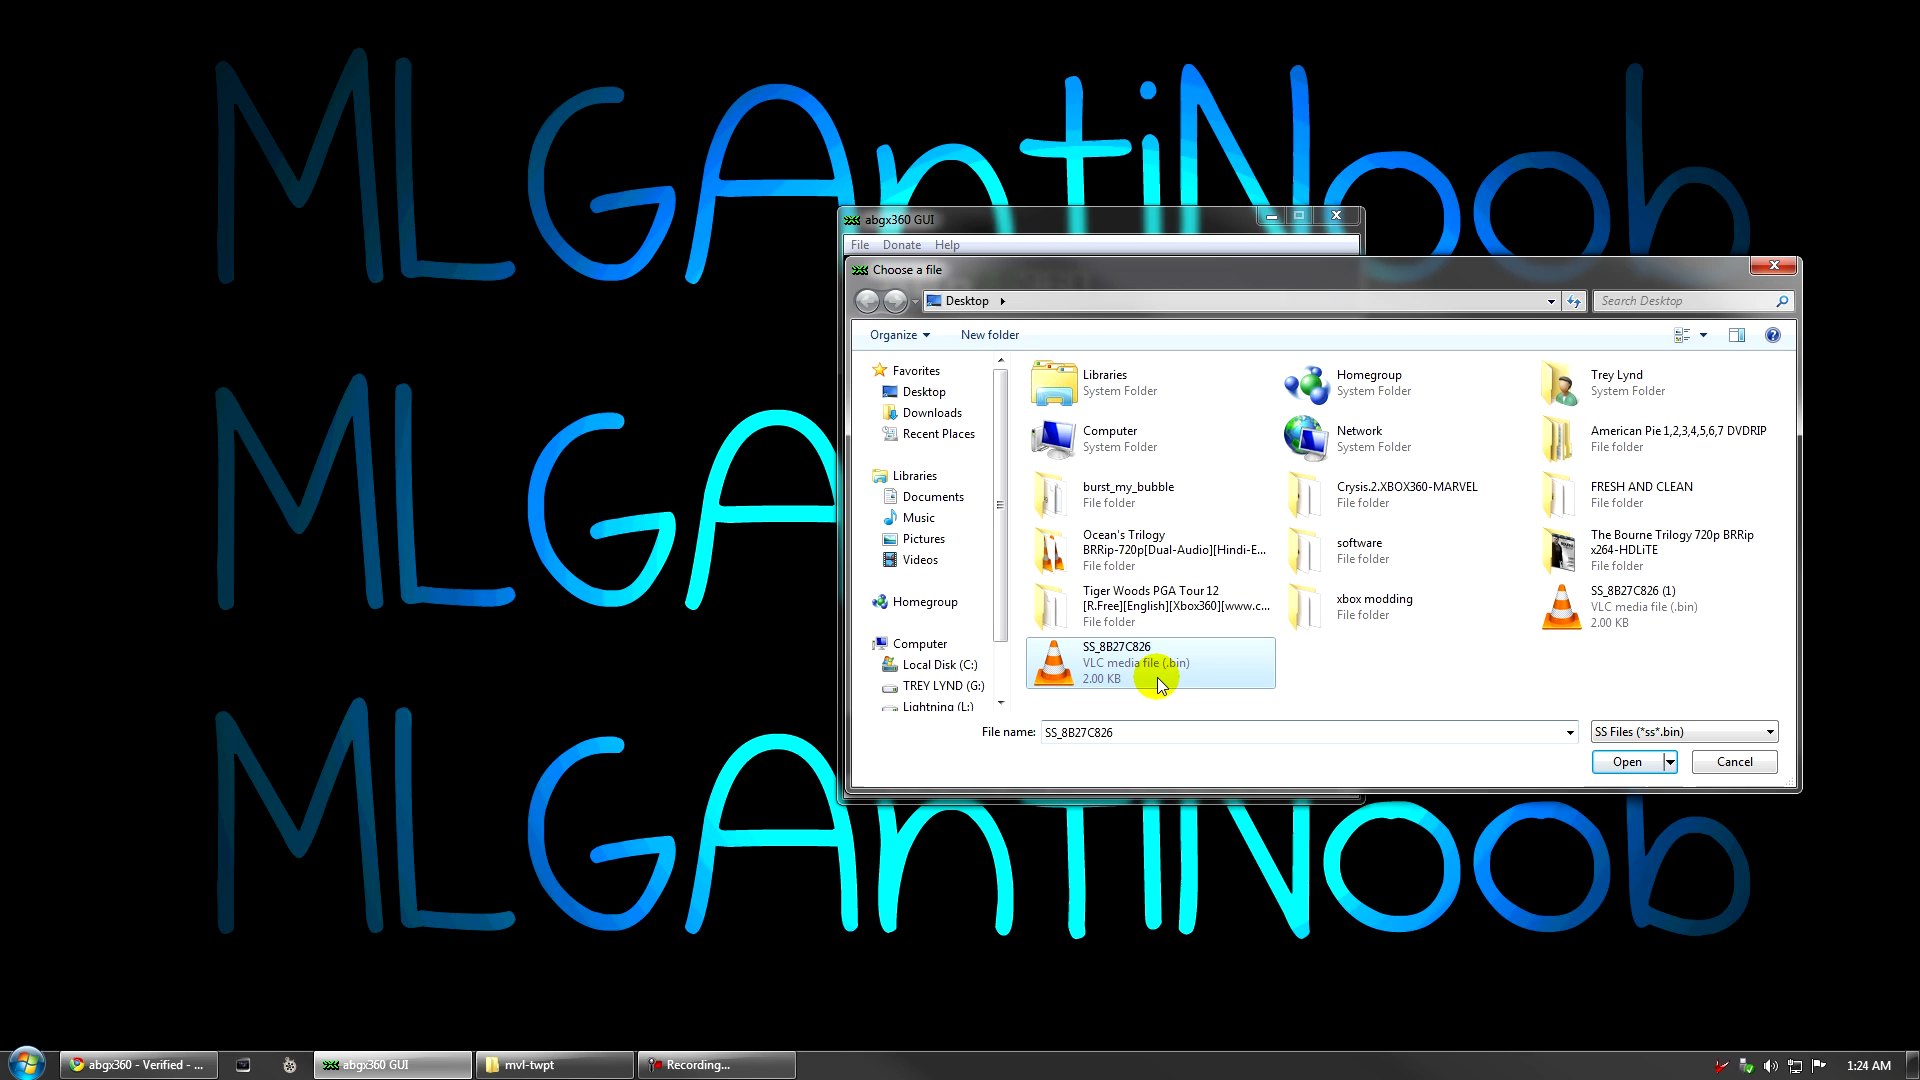 MLGAntiNoob
MLGA
MLGAntiNoob
abgx360 GUI
File Donate Help
Choose a file
Desktop
Search Desktop
Organize New folder
Favorites
Desktop
Downloads
Recent Places
Libraries
Documents
Music
Pictures
Videos
Homegroup
Computer
Local Disk (C:)
TREY LYND (G:)
Lightning (L:)
Libraries
System Folder
Homegroup
System Folder
Trey Lynd
System Folder
Computer
System Folder
Network
System Folder
American Pie 1,2,3,4,5,6,7 DVDRIP
File folder
burst_my_bubble
File folder
Crysis.2.XBOX360-MARVEL
File folder
FRESH AND CLEAN
File folder
Ocean's Trilogy
BRRip-720p[Dual-Audio][Hindi-E...
File folder
software
File folder
The Bourne Trilogy 720p BRRip
x264-HDLiTE
File folder
Tiger Woods PGA Tour 12
[R.Free][English][Xbox360][www.c...
File folder
xbox modding
File folder
SS_8B27C826 (1)
VLC media file (.bin)
2.00 KB
SS_8B27C826
VLC media file (.bin)
2.00 KB
File name: SS_8B27C826
SS Files (*ss*.bin)
Open Cancel
abgx360 - Verified - ...
abgx360 GUI
mvl-twpt
Recording...
1:24 AM